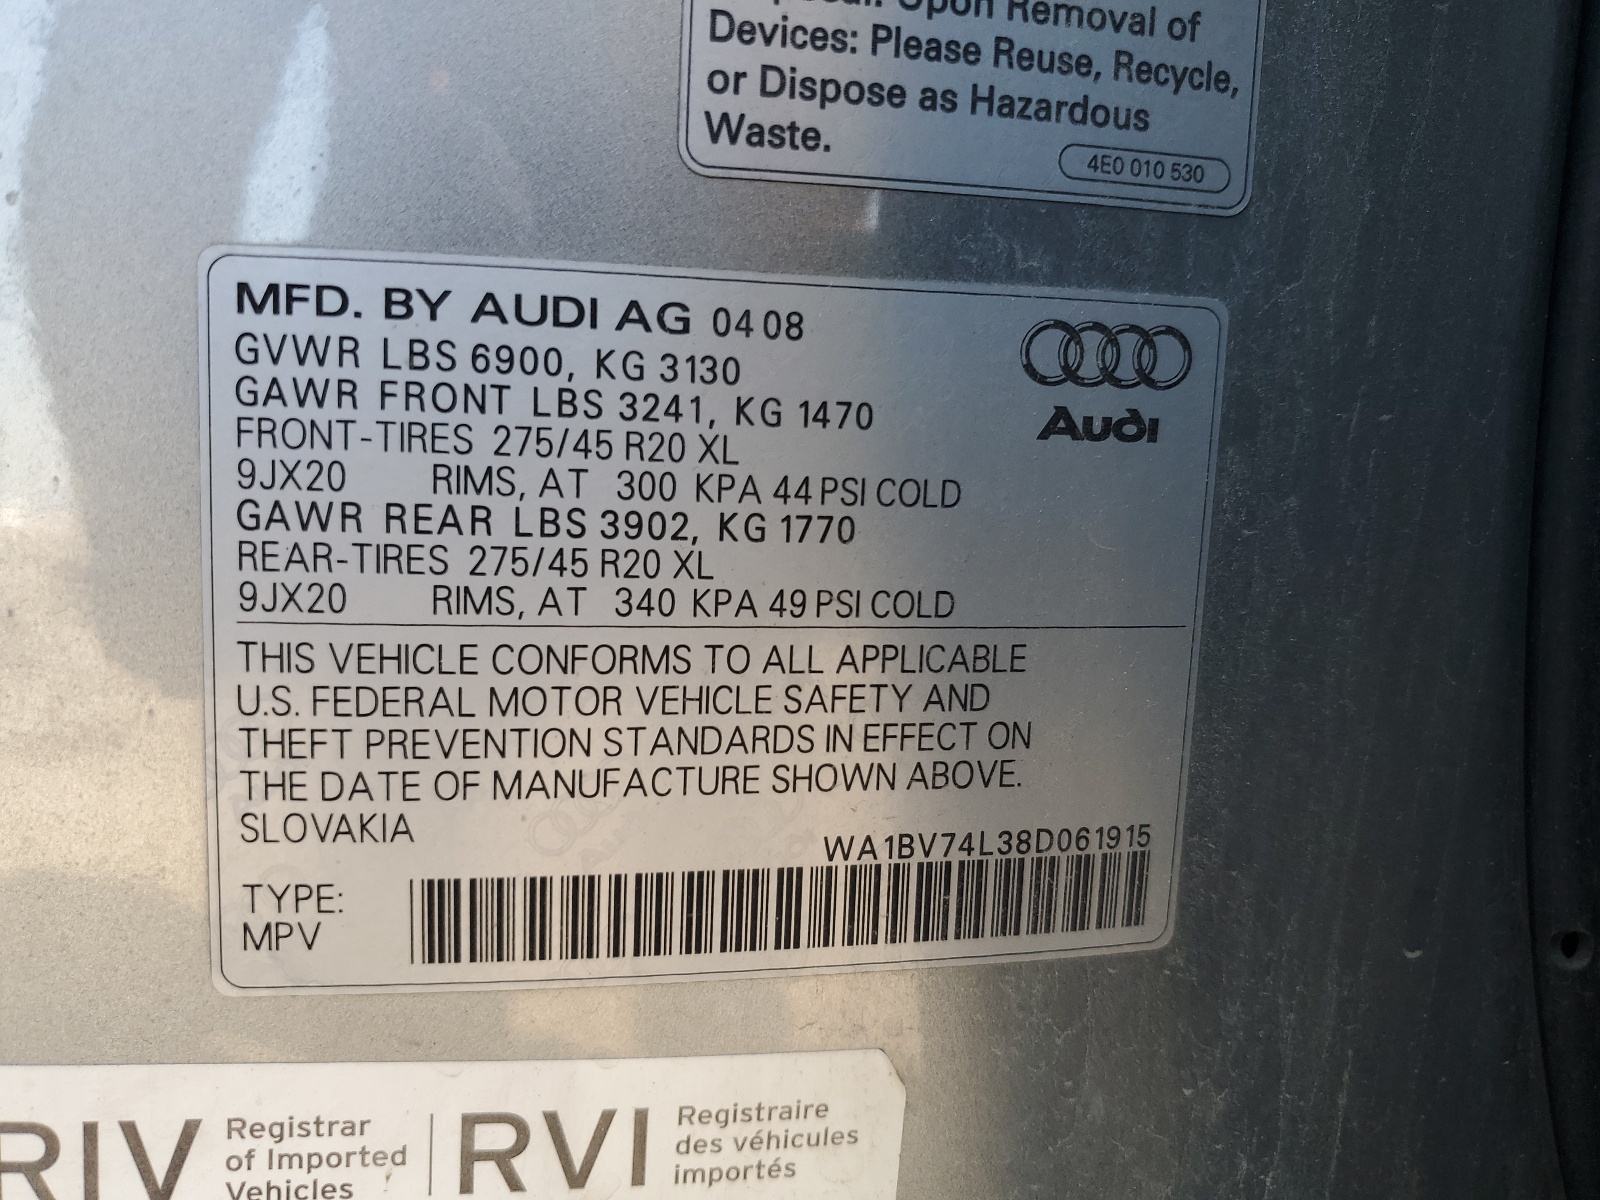 Upon Removal of
Devices: Please Reuse, Recycle,
or Dispose as Hazardous
Waste.
4E0 010 530
MFD. BY AUDI AG 04 08
GVWR LBS 6900, KG 3130
GAWR FRONT LBS 3241, KG 1470
FRONT-TIRES 275/45 R20 XL
9JX20 RIMS, AT 300 KPA 44 PSI COLD
GAWR REAR LBS 3902, KG 1770
REAR-TIRES 275/45 R20 XL
9JX20 RIMS, AT 340 KPA 49 PSI COLD
Audi
THIS VEHICLE CONFORMS TO ALL APPLICABLE
U.S. FEDERAL MOTOR VEHICLE SAFETY AND
THEFT PREVENTION STANDARDS IN EFFECT ON
THE DATE OF MANUFACTURE SHOWN ABOVE.
SLOVAKIA
WA1BV74L38D061915
TYPE:
MPV
RIV
Registrar
of Imported
Vehicles
RVI
Registraire
des véhicules
importés